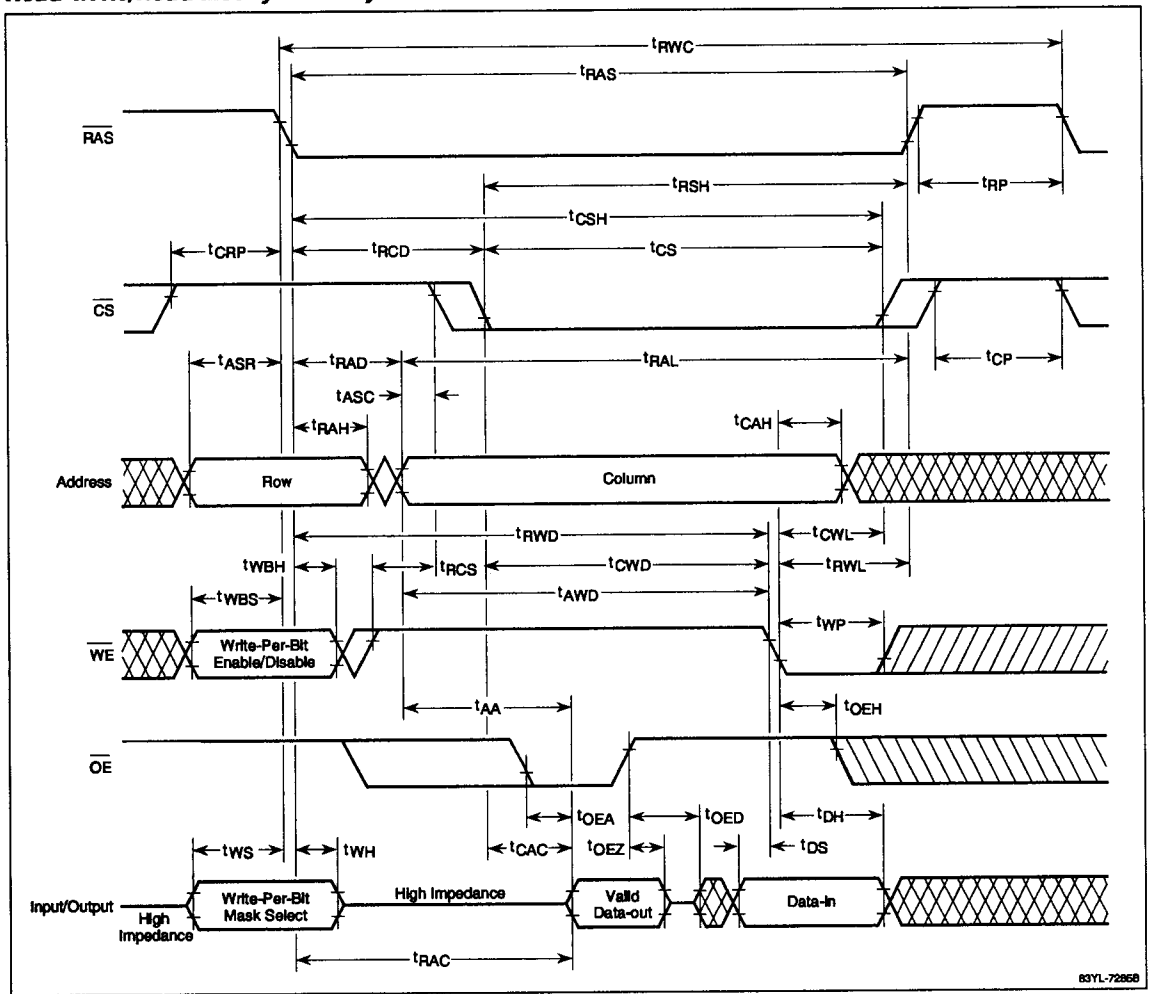 tRWC
tRAS
RAS
tRSH
tRP
tCSH
tCRP
tRCD
tCS
CS
tASR
tRAD
tRAL
tCP
tASC
tRAH
tCAH
Address
Row
Column
tRWD
tCWL
tWBH
tRCS
tCWD
tRWL
tWBS
tAWD
tWP
WE
Write-Per-Bit
Enable/Disable
tAA
tOEH
OE
tOEA
tOED
tDH
tWS
tWH
tCAC
tOEZ
tDS
Input/Output
High
Impedance
Write-Per-Bit
Mask Select
High Impedance
Valid
Data-out
Data-in
tRAC
83YL-7285B